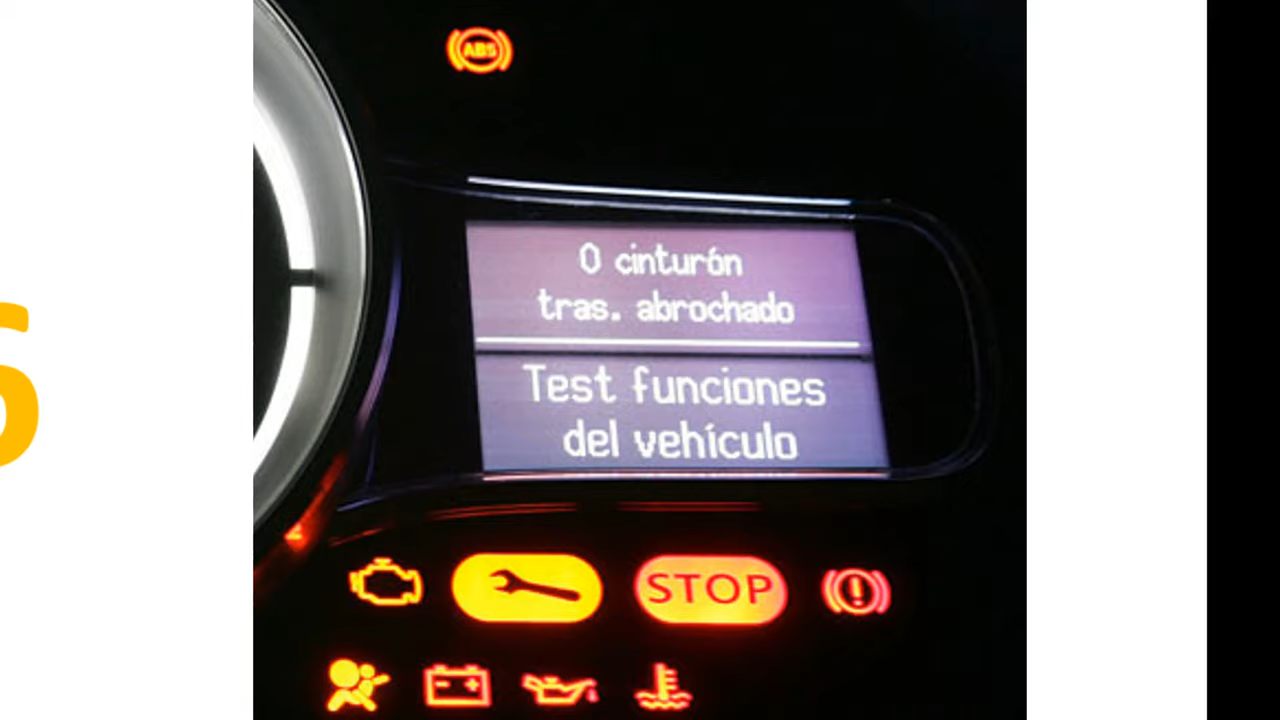 ABS
0 cinturón
tras. abrochado
Test funciones
del vehículo
STOP